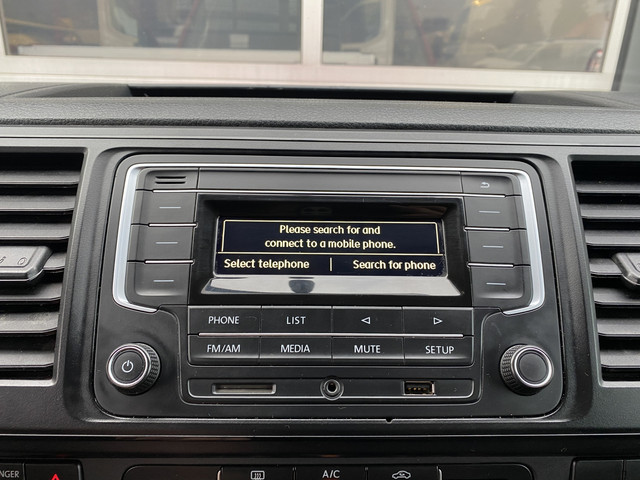 Please search for and
connect to a mobile phone.
Select telephone | Search for phone
PHONE LIST ◁ ▷
FM/AM MEDIA MUTE SETUP
NGER A/C